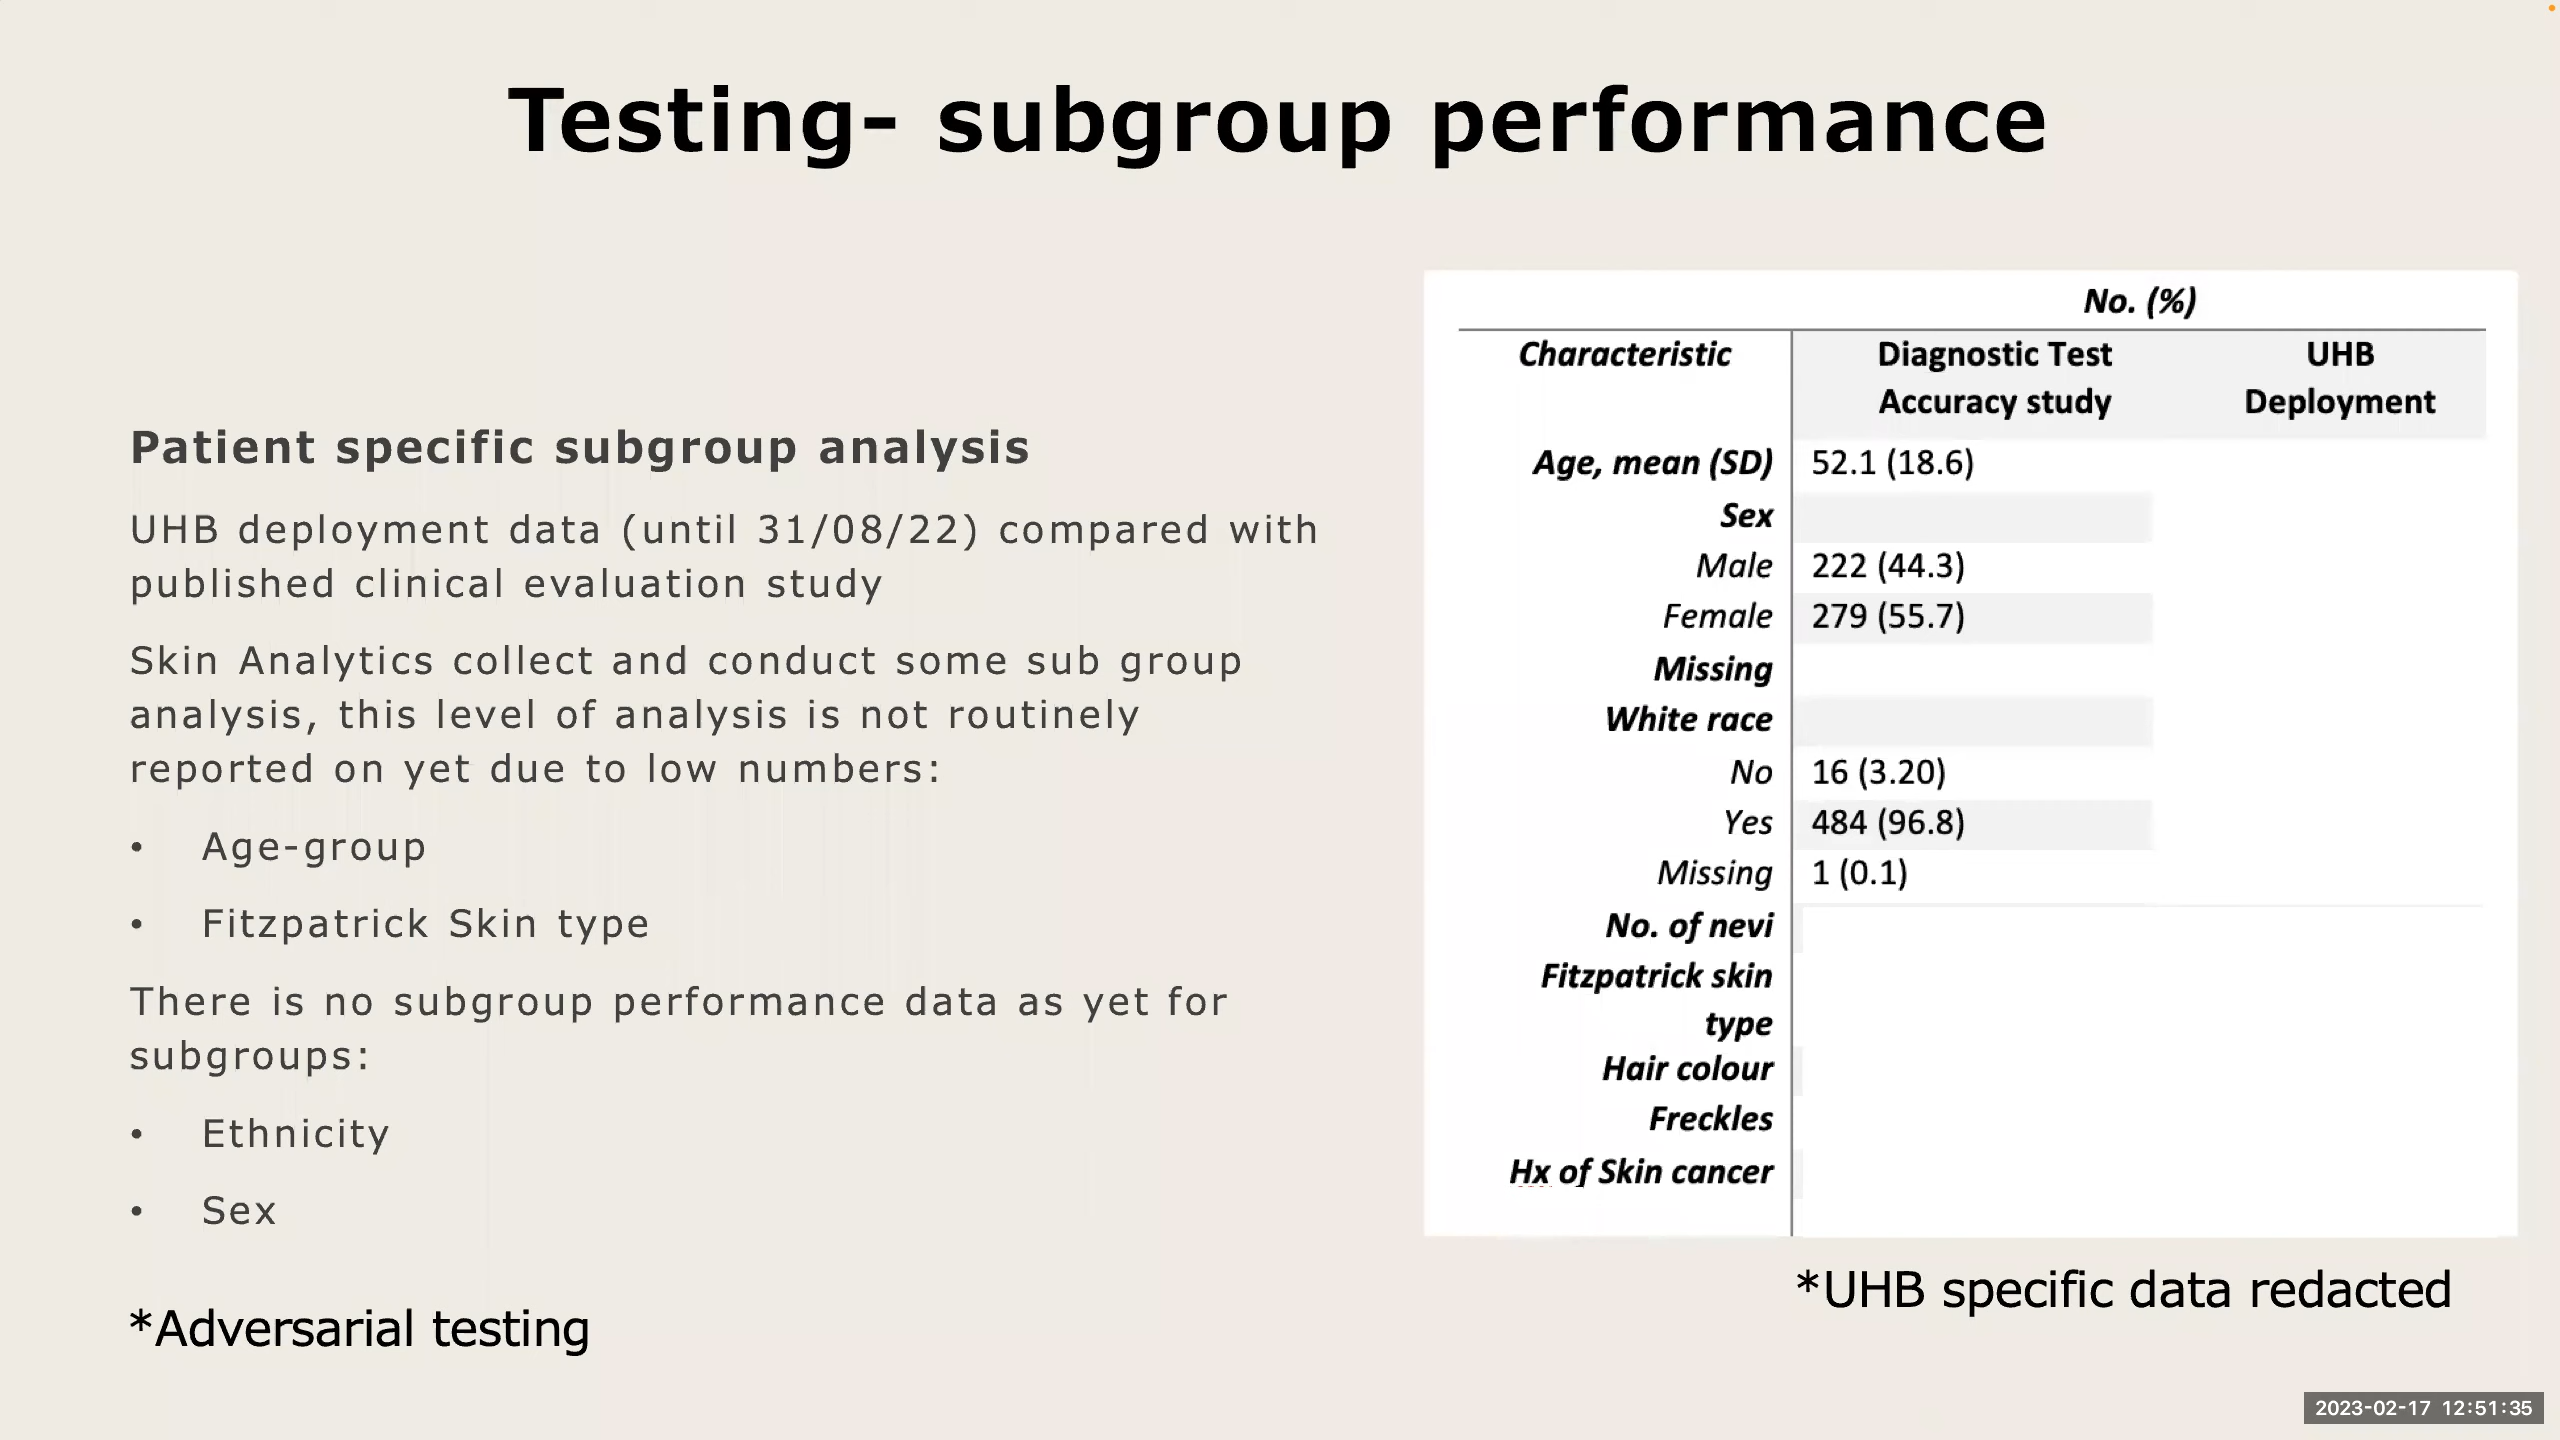 Testing- subgroup performance
Patient specific subgroup analysis
UHB deployment data (until 31/08/22) compared with
published clinical evaluation study
Skin Analytics collect and conduct some sub group
analysis, this level of analysis is not routinely
reported on yet due to low numbers:
• Age-group
• Fitzpatrick Skin type
There is no subgroup performance data as yet for
subgroups:
• Ethnicity
• Sex
*Adversarial testing
No. (%)
Characteristic Diagnostic Test UHB
Accuracy study Deployment
Age, mean (SD) 52.1 (18.6)
Sex
Male 222 (44.3)
Female 279 (55.7)
Missing
White race
No 16 (3.20)
Yes 484 (96.8)
Missing 1 (0.1)
No. of nevi
Fitzpatrick skin
type
Hair colour
Freckles
Hx of Skin cancer
*UHB specific data redacted
2023-02-17 12:51:35